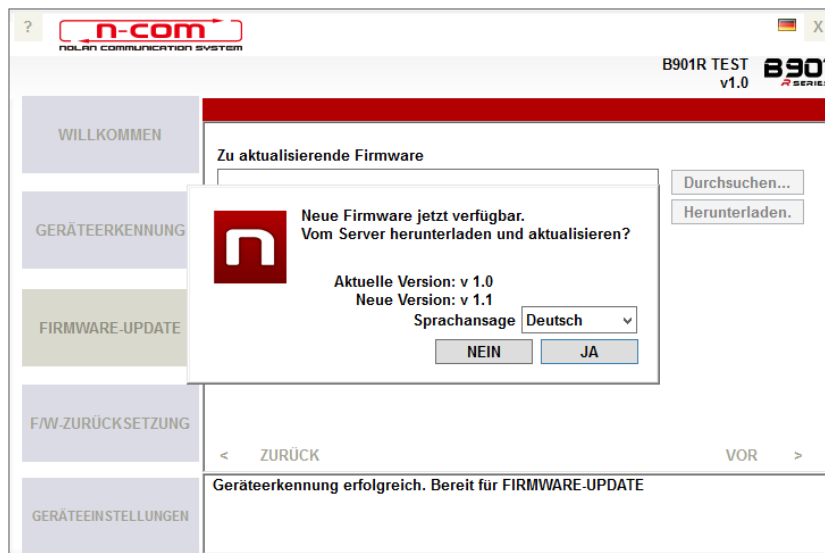 ?
n-com
NOLAN COMMUNICATION SYSTEM
X
B901R TEST
v1.0
B901
R SERIES
WILLKOMMEN
GERÄTEERKENNUNG
FIRMWARE-UPDATE
F/W-ZURÜCKSETZUNG
GERÄTEEINSTELLUNGEN
Zu aktualisierende Firmware
Durchsuchen...
Herunterladen.
n
Neue Firmware jetzt verfügbar.
Vom Server herunterladen und aktualisieren?
Aktuelle Version: v 1.0
Neue Version: v 1.1
Sprachansage Deutsch
NEIN JA
< ZURÜCK VOR >
Geräteerkennung erfolgreich. Bereit für FIRMWARE-UPDATE